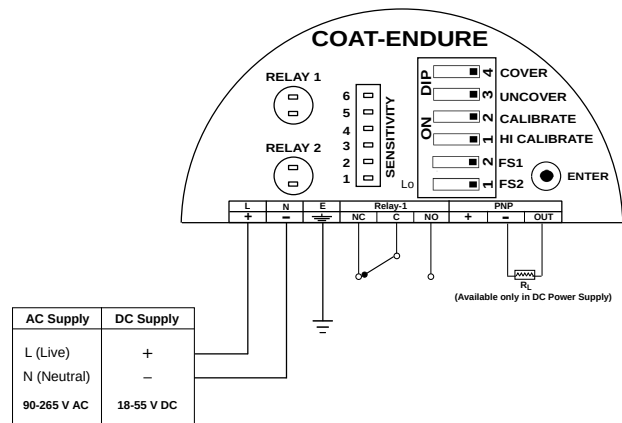 COAT-ENDURE
RELAY 1
RELAY 2
6
5
4
3
2
1
SENSITIVITY
DIP
ON
4 COVER
3 UNCOVER
2 CALIBRATE
1 HI CALIBRATE
2 FS1
Lo 1 FS2
ENTER
L N E Relay-1 PNP
+ – NC C NO + – OUT
RL
(Available only in DC Power Supply)
AC Supply DC Supply
L (Live) +
N (Neutral) –
90-265 V AC 18-55 V DC